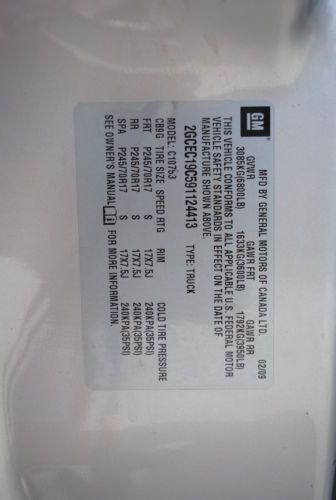 GM
MFD BY GENERAL MOTORS OF CANADA LTD 02/09
GVWR GAWR FRT GAWR RR
3085KG(6800LB) 1633KG(3600LB) 1792KG(3950LB)
THIS VEHICLE CONFORMS TO ALL APPLICABLE U.S. FEDERAL MOTOR
VEHICLE SAFETY STANDARDS IN EFFECT ON THE DATE OF
MANUFACTURE SHOWN ABOVE.
2GCEC19C591124413 TYPE: TRUCK
MODEL: C10753
CB9G TIRE SIZE SPEED RTG RIM COLD TIRE PRESSURE
FRT P245/70R17 S 17X7.5J 240KPA(35PSI)
RR P245/70R17 S 17X7.5J 240KPA(35PSI)
SPA P245/70R17 S 17X7.5J 240KPA(35PSI)
SEE OWNER'S MANUAL i FOR MORE INFORMATION.